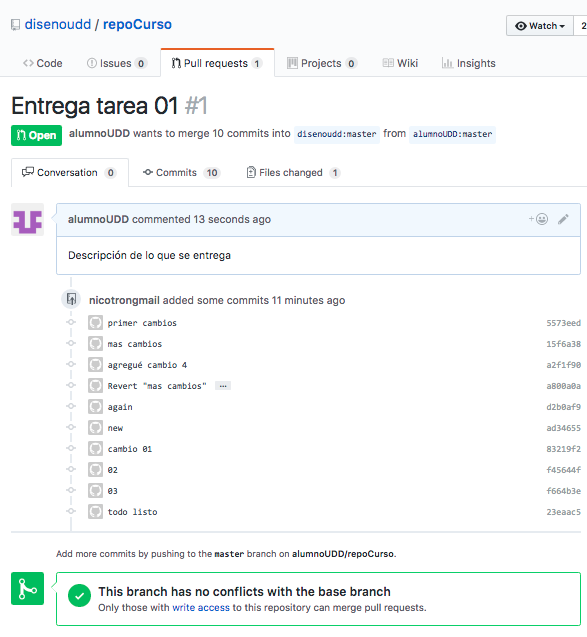 disenoudd / repoCurso
Watch 2
Code Issues 0 Pull requests 1 Projects 0 Wiki Insights
Entrega tarea 01 #1
Open alumnoUDD wants to merge 10 commits into disenoudd:master from alumnoUDD:master
Conversation 0 Commits 10 Files changed 1
alumnoUDD commented 13 seconds ago
Descripción de lo que se entrega
nicotrongmail added some commits 11 minutes ago
primer cambios 5573eed
mas cambios 15f6a38
agregué cambio 4 a2f1f90
Revert "mas cambios" … a800a0a
again d2b0af9
new ad34655
cambio 01 83219f2
02 f45644f
03 f664b3e
todo listo 23eaac5
Add more commits by pushing to the master branch on alumnoUDD/repoCurso.
This branch has no conflicts with the base branch
Only those with write access to this repository can merge pull requests.